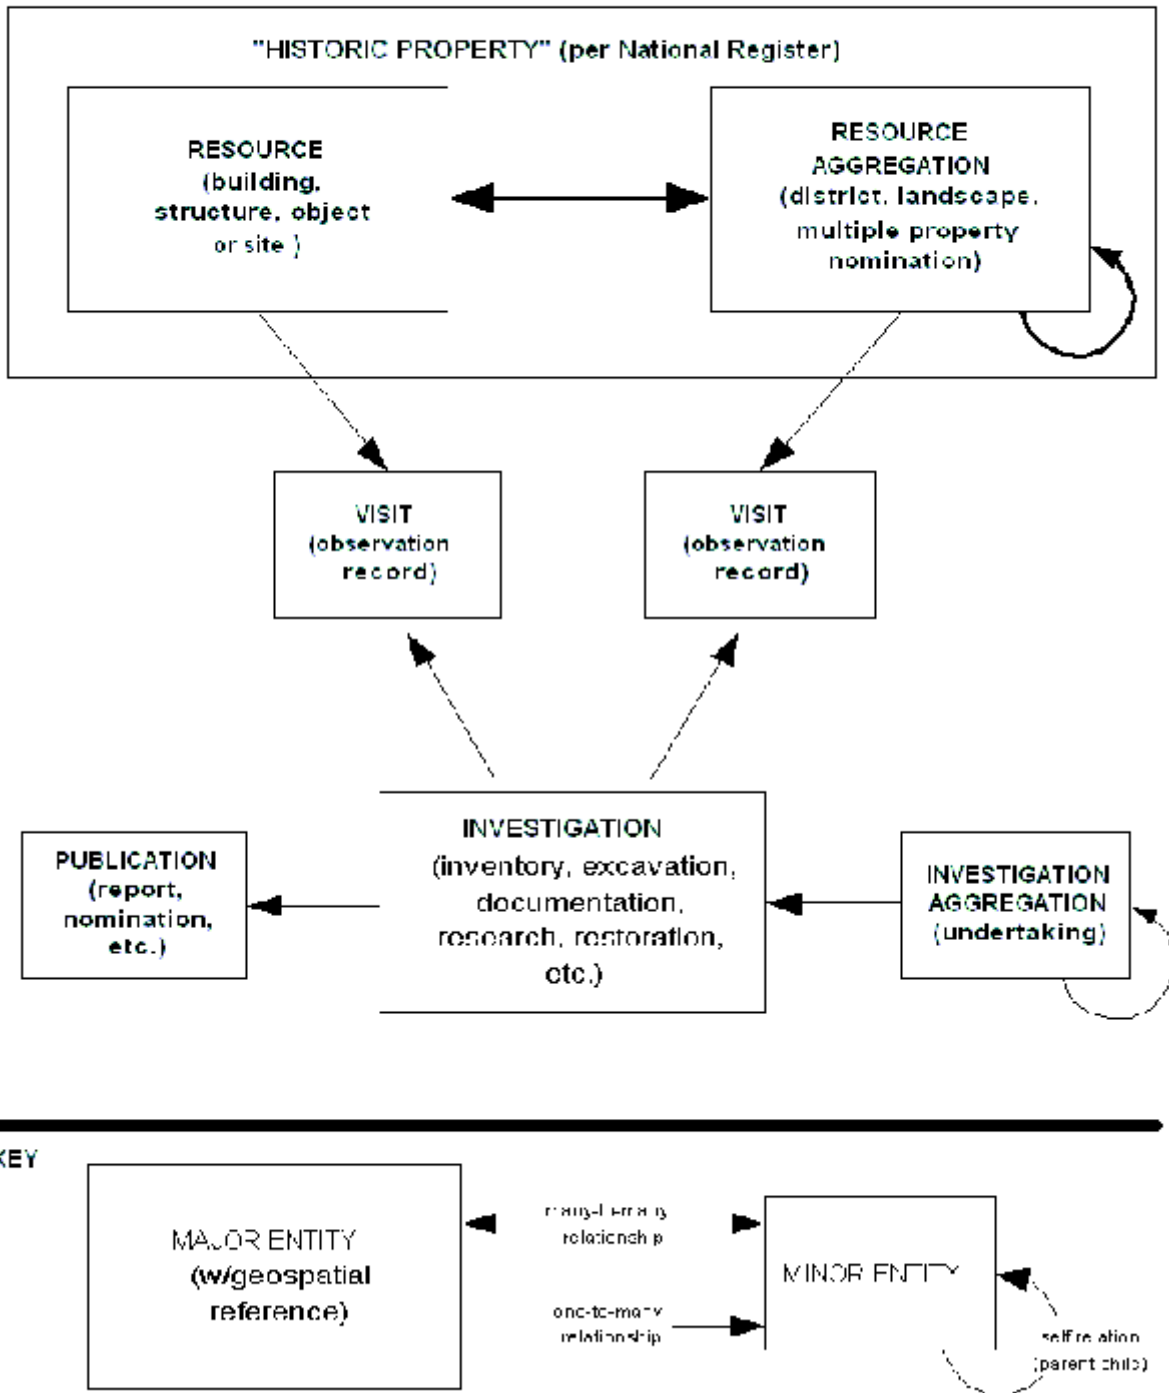 "HISTORIC PROPERTY" (per National Register)
RESOURCE
(building,
structure, object
or site )
RESOURCE
AGGREGATION
(district, landscape,
multiple property
nomination)
VISIT
(observation
record)
VISIT
(observation
record)
PUBLICATION
(report,
nomination,
etc.)
INVESTIGATION
(inventory, excavation,
documentation,
research, restoration,
etc.)
INVESTIGATION
AGGREGATION
(undertaking)
KEY
MAJOR ENTITY
(w/geospatial
reference)
relationship
one-to-many
relationship
MINOR ENTITY
self relation
(parent child)